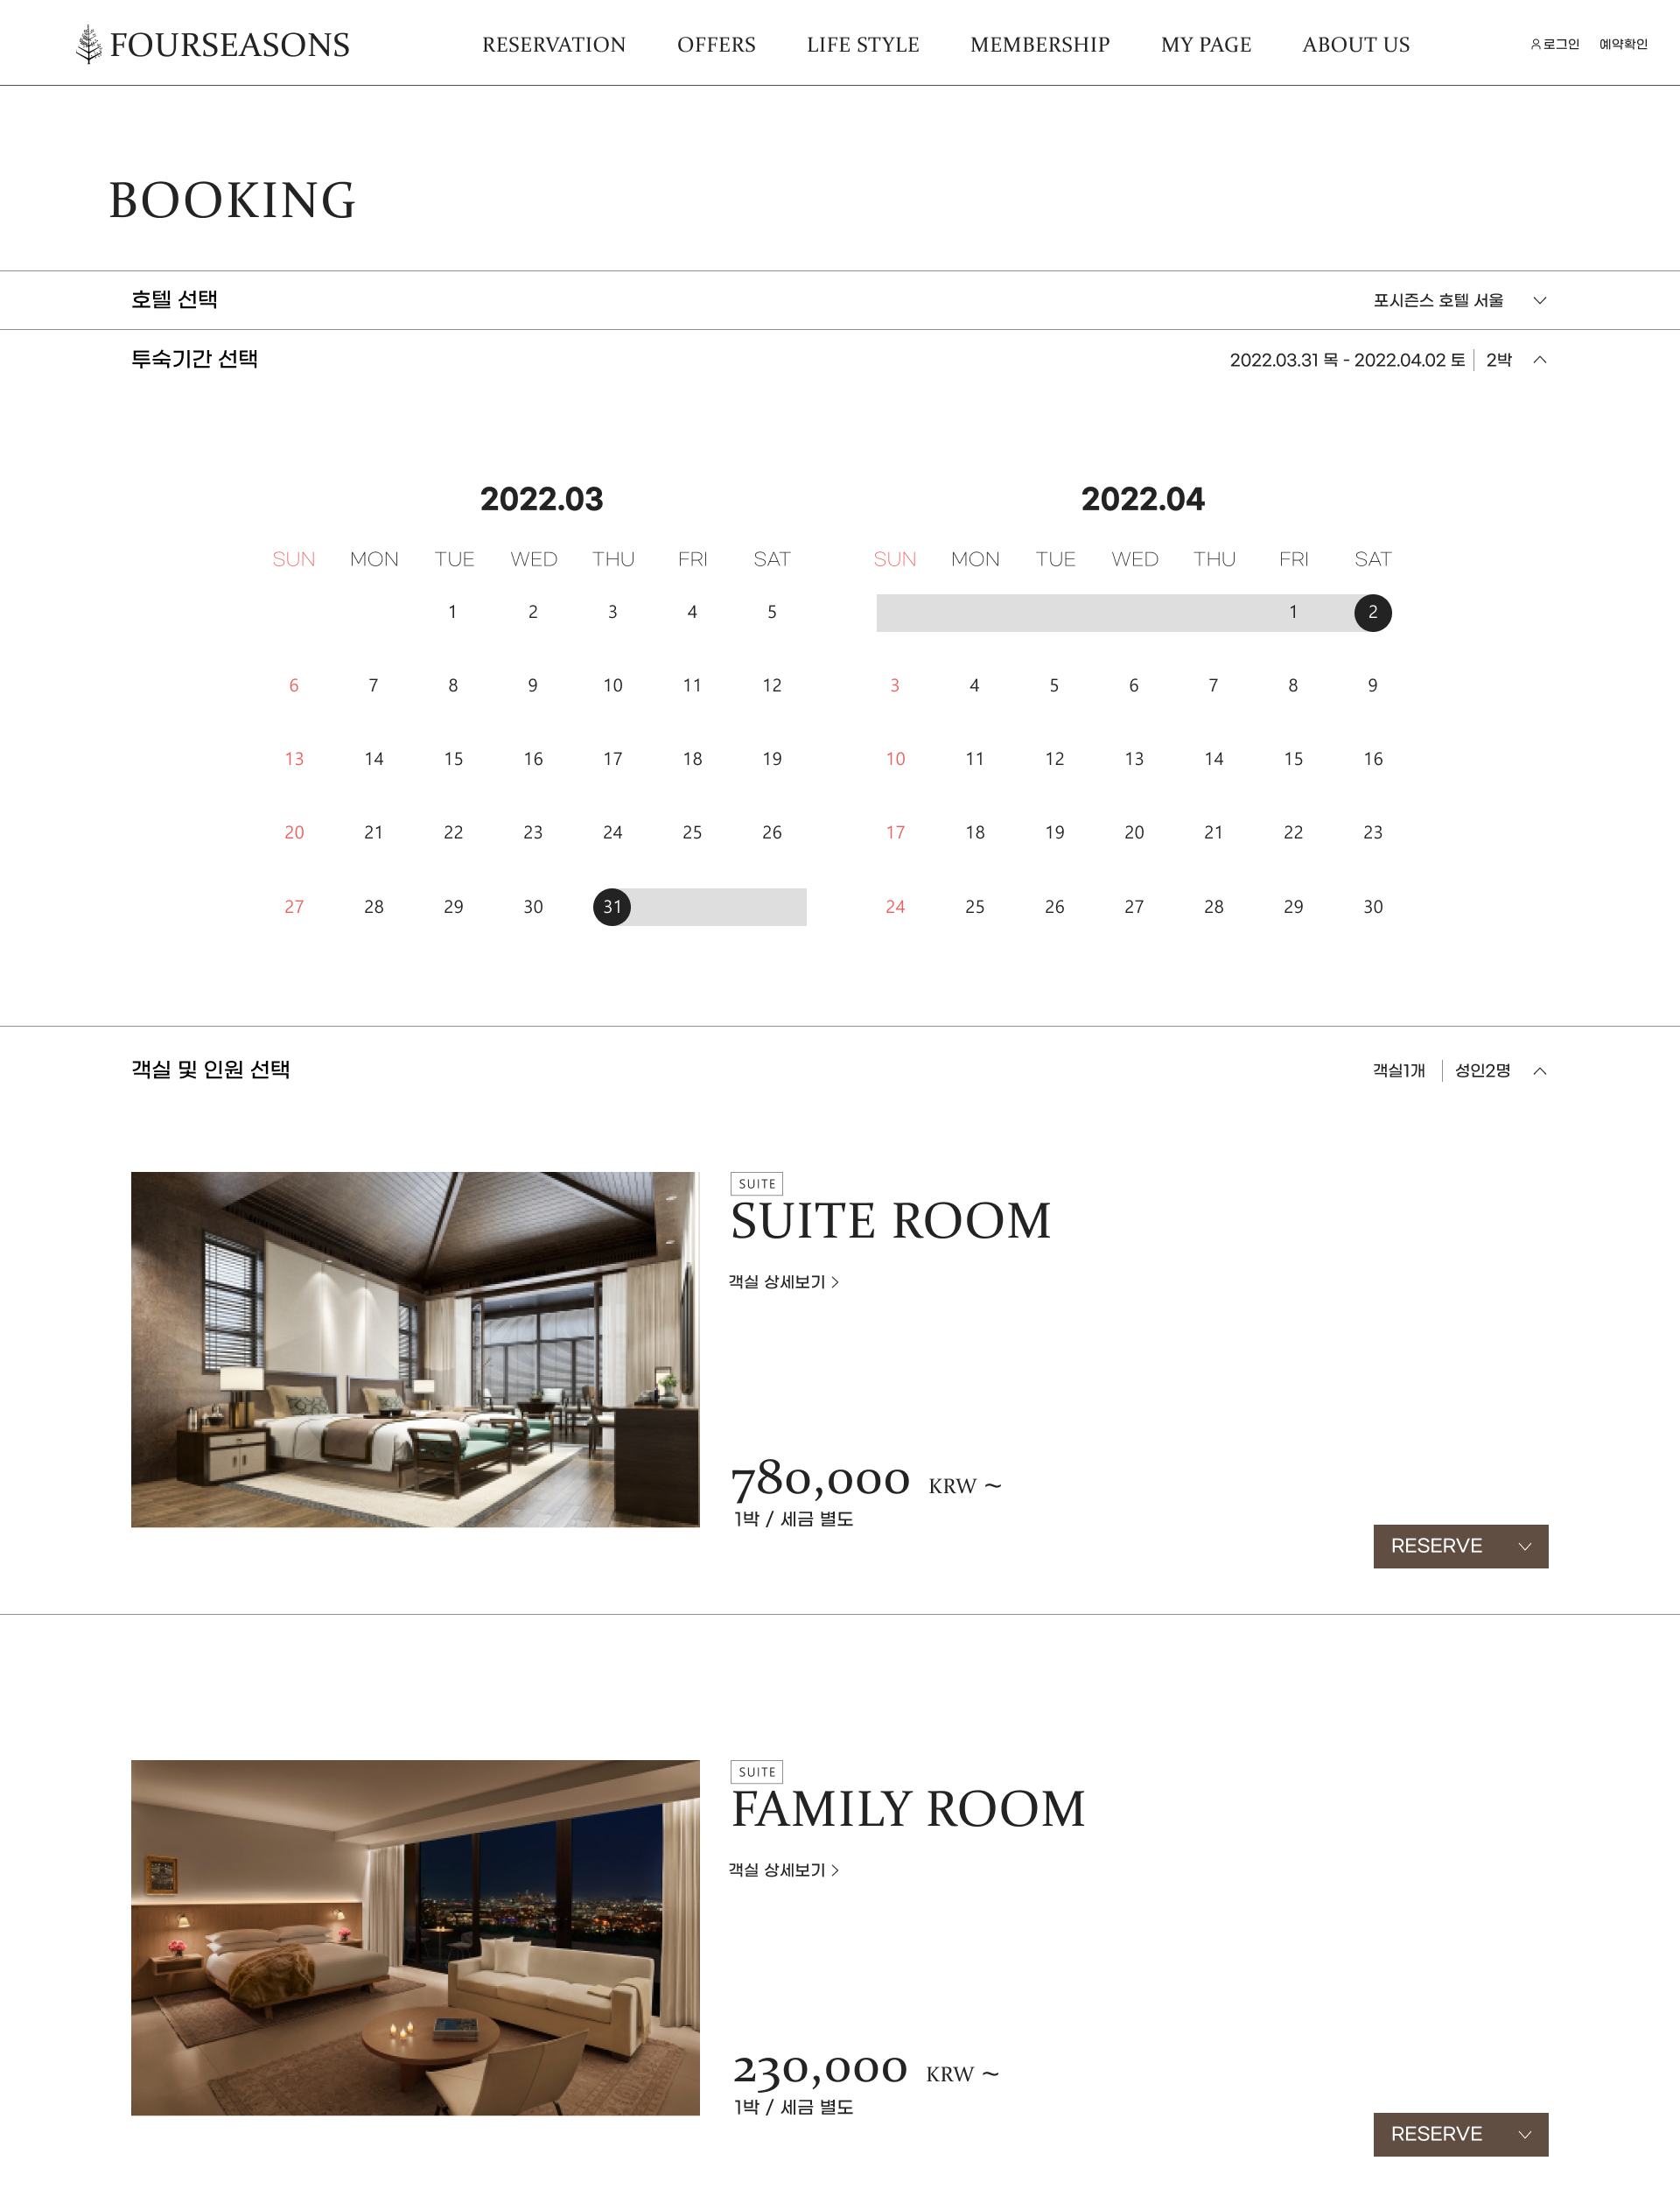 FOURSEASONS RESERVATION OFFERS LIFE STYLE MEMBERSHIP MY PAGE ABOUT US 로그인 예약확인
BOOKING
호텔 선택 포시즌스 호텔 서울
투숙기간 선택 2022.03.31 목 - 2022.04.02 토 2박
2022.03
SUN MON TUE WED THU FRI SAT
1 2 3 4 5
6 7 8 9 10 11 12
13 14 15 16 17 18 19
20 21 22 23 24 25 26
27 28 29 30 31
2022.04
SUN MON TUE WED THU FRI SAT
1 2
3 4 5 6 7 8 9
10 11 12 13 14 15 16
17 18 19 20 21 22 23
24 25 26 27 28 29 30
객실 및 인원 선택 객실1개 성인2명
SUITE
SUITE ROOM
객실 상세보기 >
780,000 KRW ~
1박 / 세금 별도
RESERVE
SUITE
FAMILY ROOM
객실 상세보기 >
230,000 KRW ~
1박 / 세금 별도
RESERVE